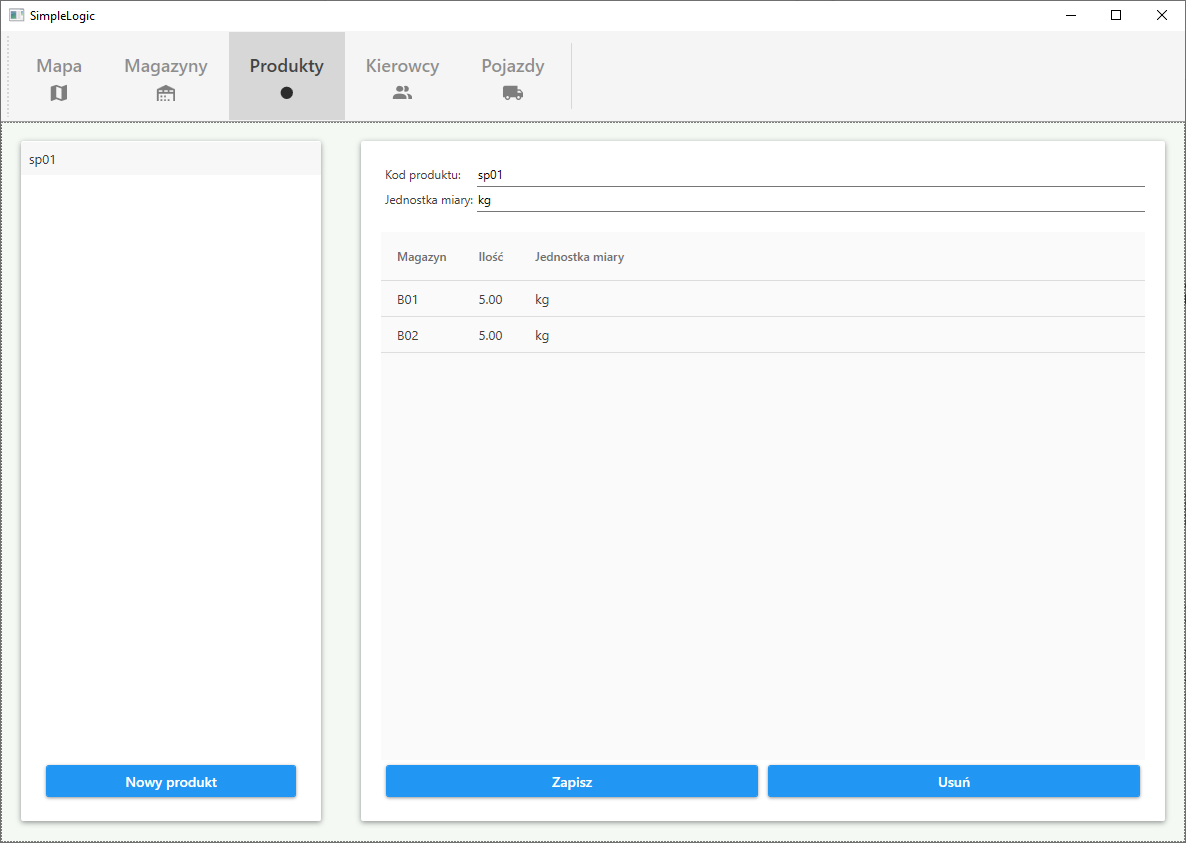 SimpleLogic
Mapa Magazyny Produkty Kierowcy Pojazdy
sp01
Nowy produkt
Kod produktu: sp01
Jednostka miary: kg
Magazyn Ilość Jednostka miary
B01 5.00 kg
B02 5.00 kg
Zapisz Usuń